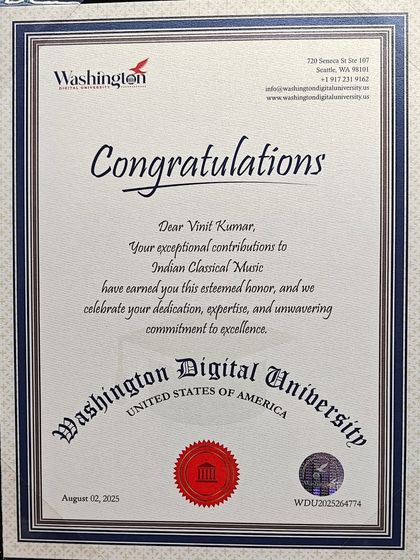 Washington
DIGITAL UNIVERSITY
720 Seneca St Ste 107
Seattle, WA 98101
+1 917 231 9162
info@washingtondigitaluniversity.us
www.washingtondigitaluniversity.us
Congratulations
Dear Vinit Kumar,
Your exceptional contributions to
Indian Classical Music
have earned you this esteemed honor, and we
celebrate your dedication, expertise, and unwavering
commitment to excellence.
Washington Digital University
UNITED STATES OF AMERICA
August 02, 2025
WDU2025264774